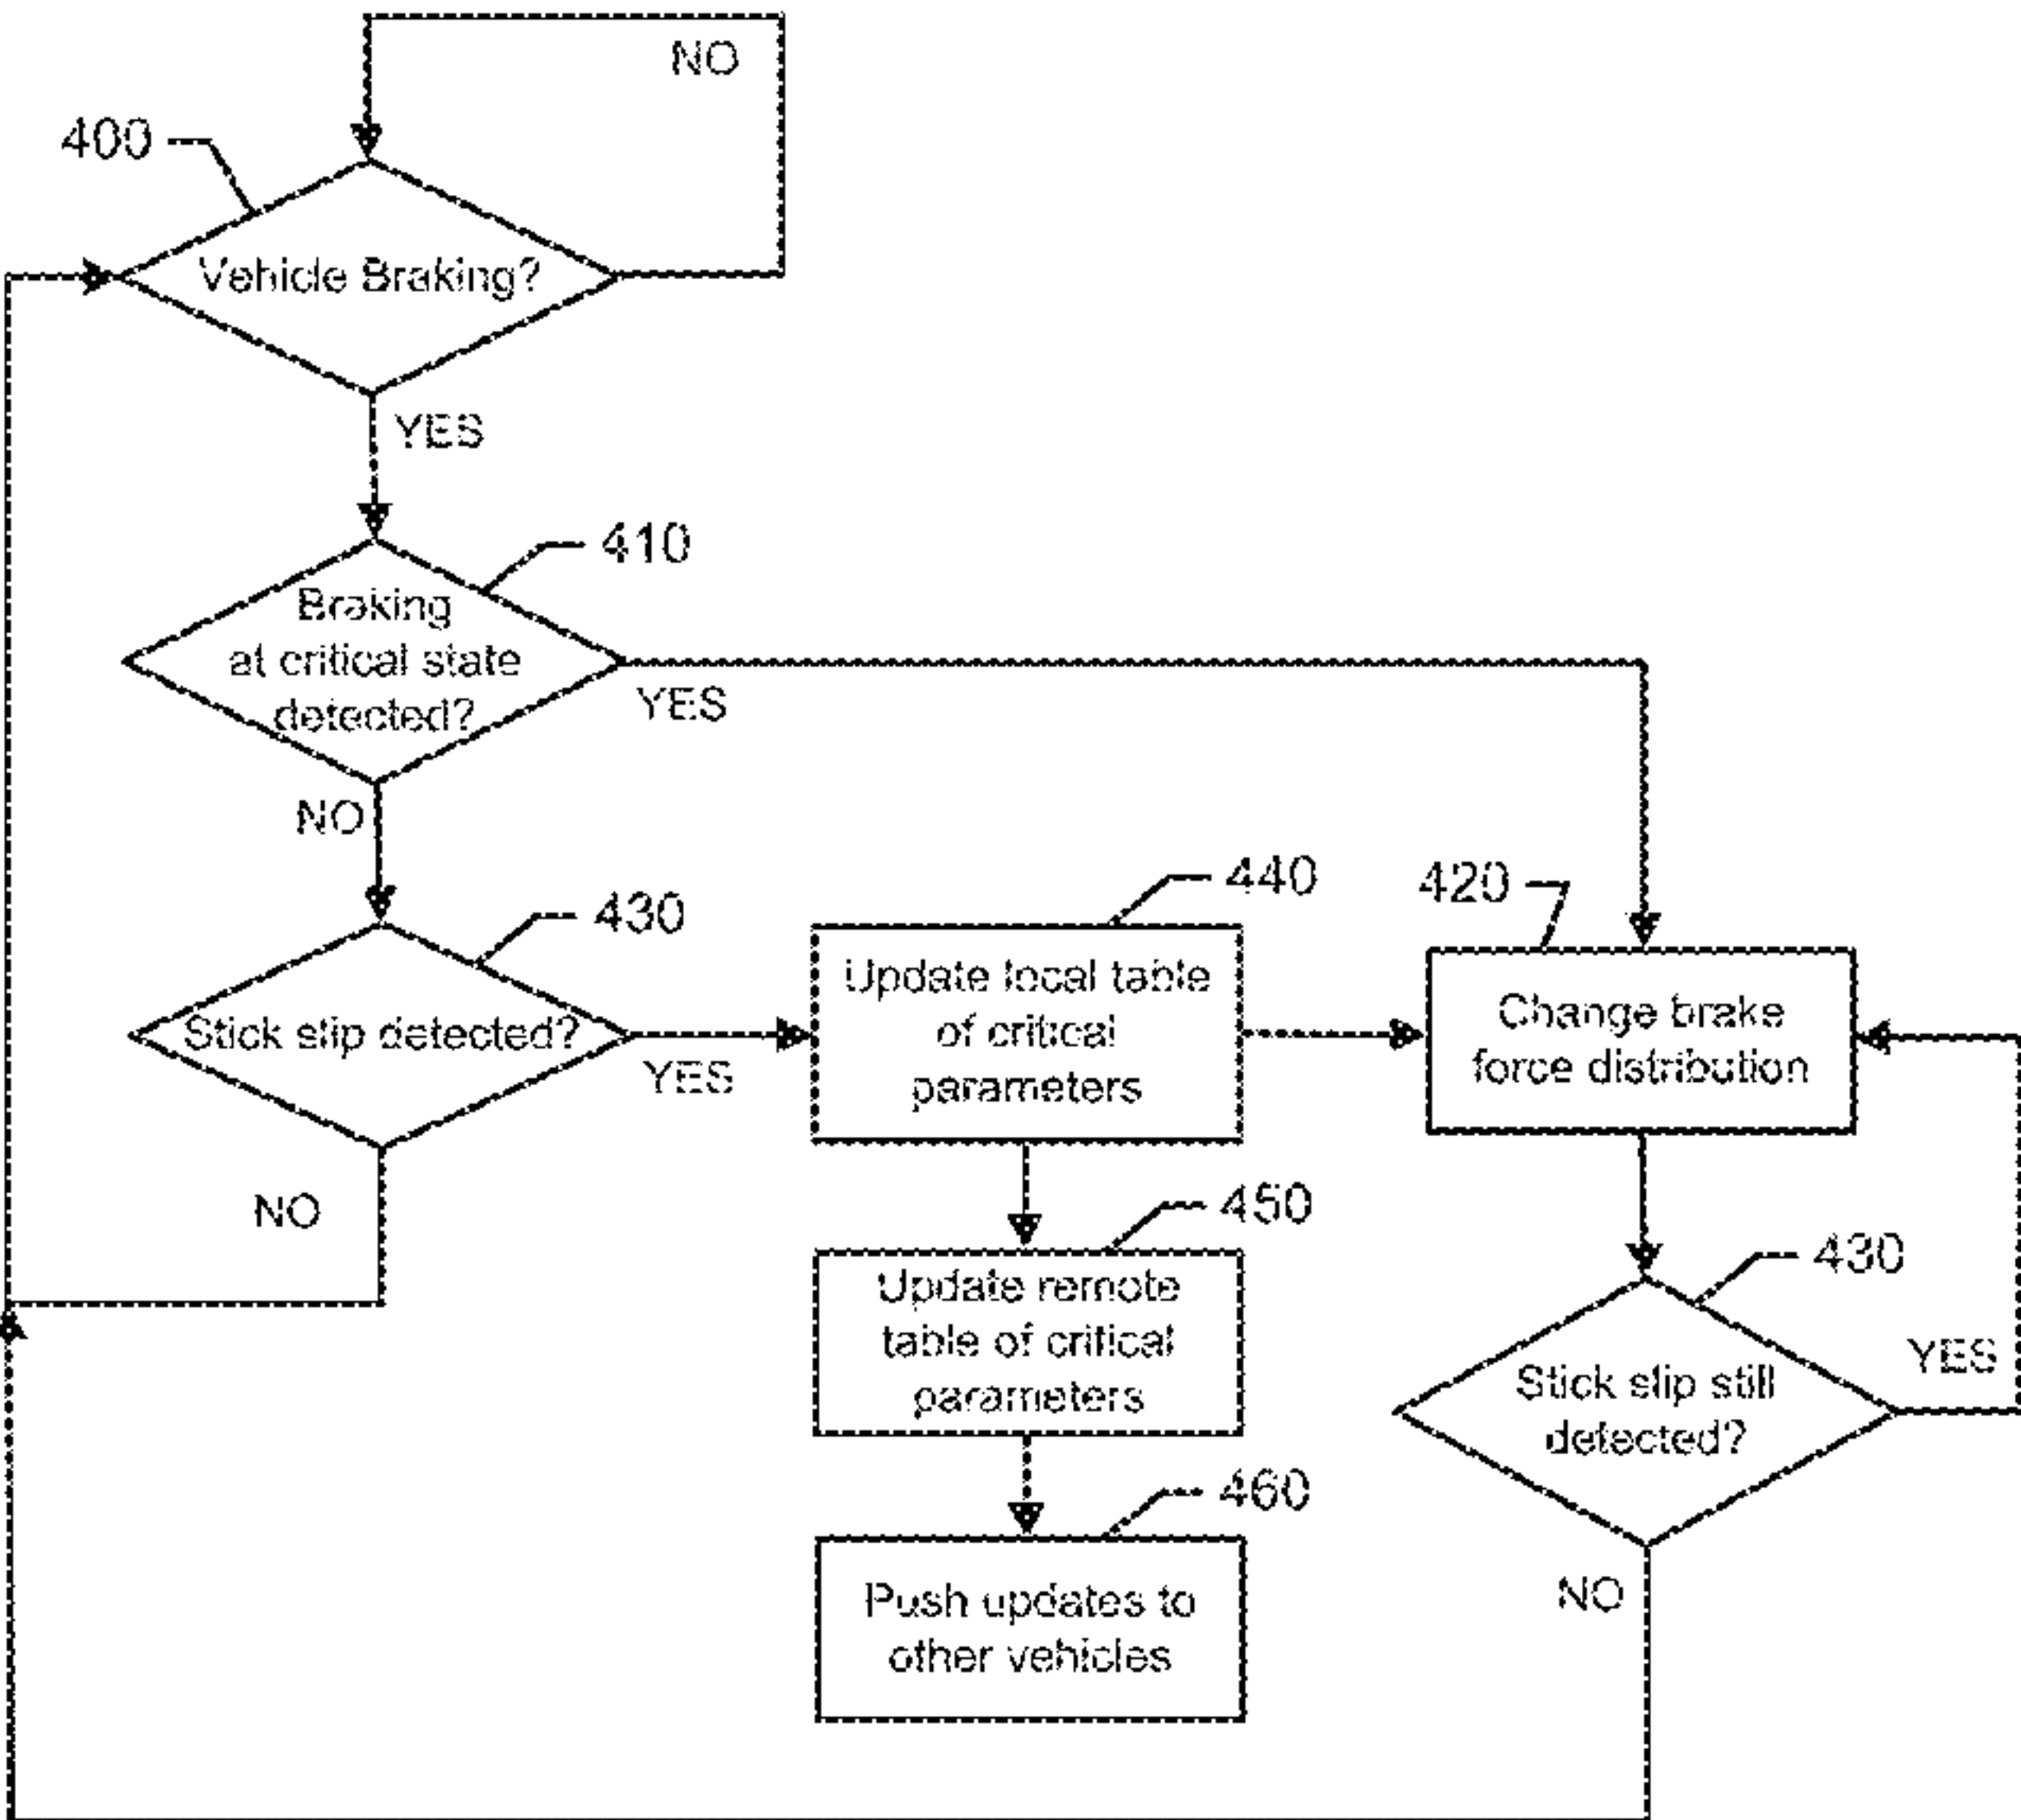 NO
400
Vehicle Braking?
YES
410
Braking
at critical state
detected?
YES
NO
430
Stick slip detected?
YES
NO
440
Update local table
of critical
parameters
420
Change brake
force distribution
450
Update remote
table of critical
parameters
430
Stick slip still
detected?
YES
NO
460
Push updates to
other vehicles